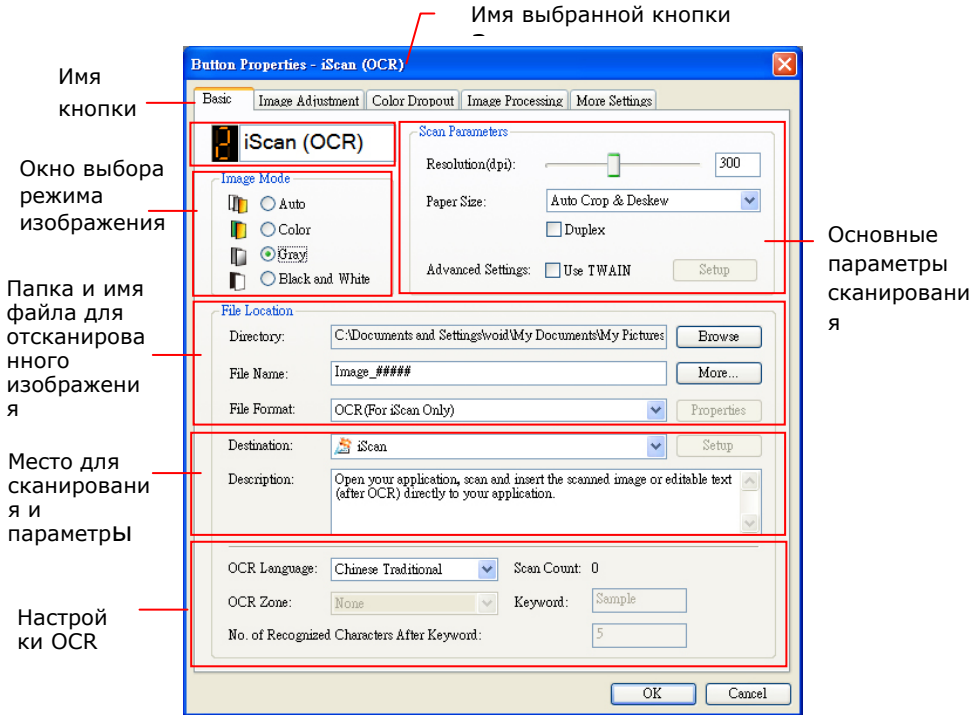 Имя выбранной кнопки
Имя
кнопки
Окно выбора
режима
изображения
Папка и имя
файла для
отсканирова
нного
изображени
я
Место для
сканировани
я и
параметрЫ
Настрой
ки OCR
Button Properties - iScan (OCR)
Basic Image Adjustment Color Dropout Image Processing More Settings
2 iScan (OCR)
Image Mode
Auto
Color
Gray
Black and White
Scan Parameters
Resolution(dpi): 300
Paper Size: Auto Crop & Deskew
Duplex
Advanced Settings: Use TWAIN Setup
File Location
Directory: C:\Documents and Settings\void\My Documents\My Pictures Browse
File Name: Image_##### More...
File Format: OCR(For iScan Only) Properties
Destination: iScan Setup
Description: Open your application, scan and insert the scanned image or editable text
(after OCR) directly to your application.
OCR Language: Chinese Traditional Scan Count: 0
OCR Zone: None Keyword: Sample
No. of Recognized Characters After Keyword: 5
OK Cancel
Основные
параметры
сканировани
я